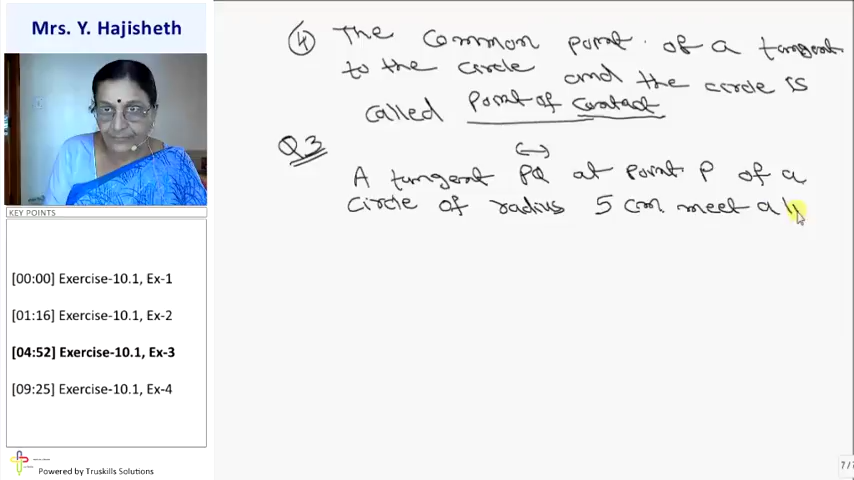 Mrs. Y. Hajisheth
④ The common point of a tangent
to the circle and the circle is
called Point of Contact
Q3
A tangent PQ at point P of a
circle of radius 5 cm meet a li
KEY POINTS
[00:00] Exercise-10.1, Ex-1
[01:16] Exercise-10.1, Ex-2
[04:52] Exercise-10.1, Ex-3
[09:25] Exercise-10.1, Ex-4
Powered by Truskills Solutions